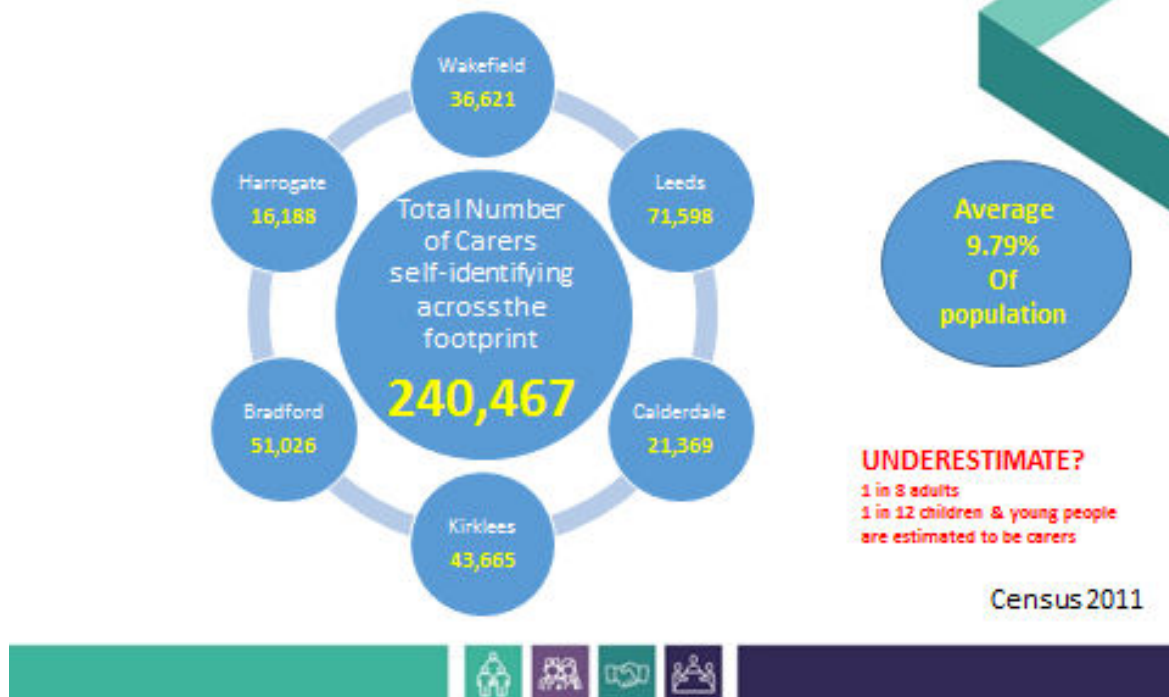 Wakefield
36,621
Leeds
71,598
Calderdale
21,369
Kirklees
43,665
Bradford
51,026
Harrogate
16,188
Total Number
of Carers
self-identifying
across the
footprint
240,467
Average
9.79%
Of
population
UNDERESTIMATE?
1 in 8 adults
1 in 12 children & young people
are estimated to be carers
Census 2011